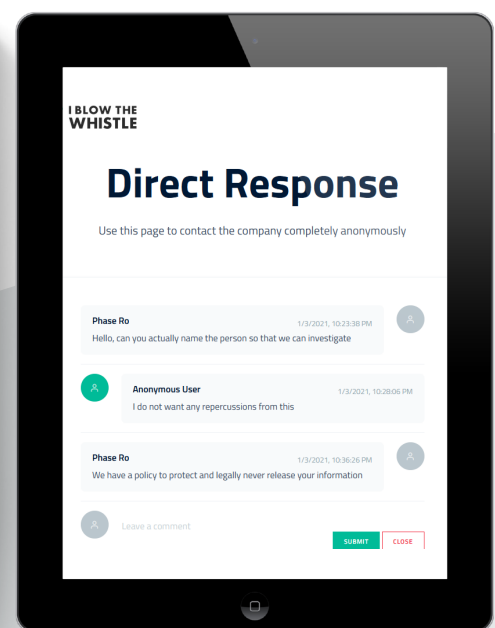 I BLOW THE
WHISTLE
Direct Response
Use this page to contact the company completely anonymously
Phase Ro
1/3/2021, 10:23:38 PM
Hello, can you actually name the person so that we can investigate
Anonymous User
1/3/2021, 10:28:06 PM
I do not want any repercussions from this
Phase Ro
1/3/2021, 10:36:26 PM
We have a policy to protect and legally never release your information
Leave a comment
SUBMIT
CLOSE